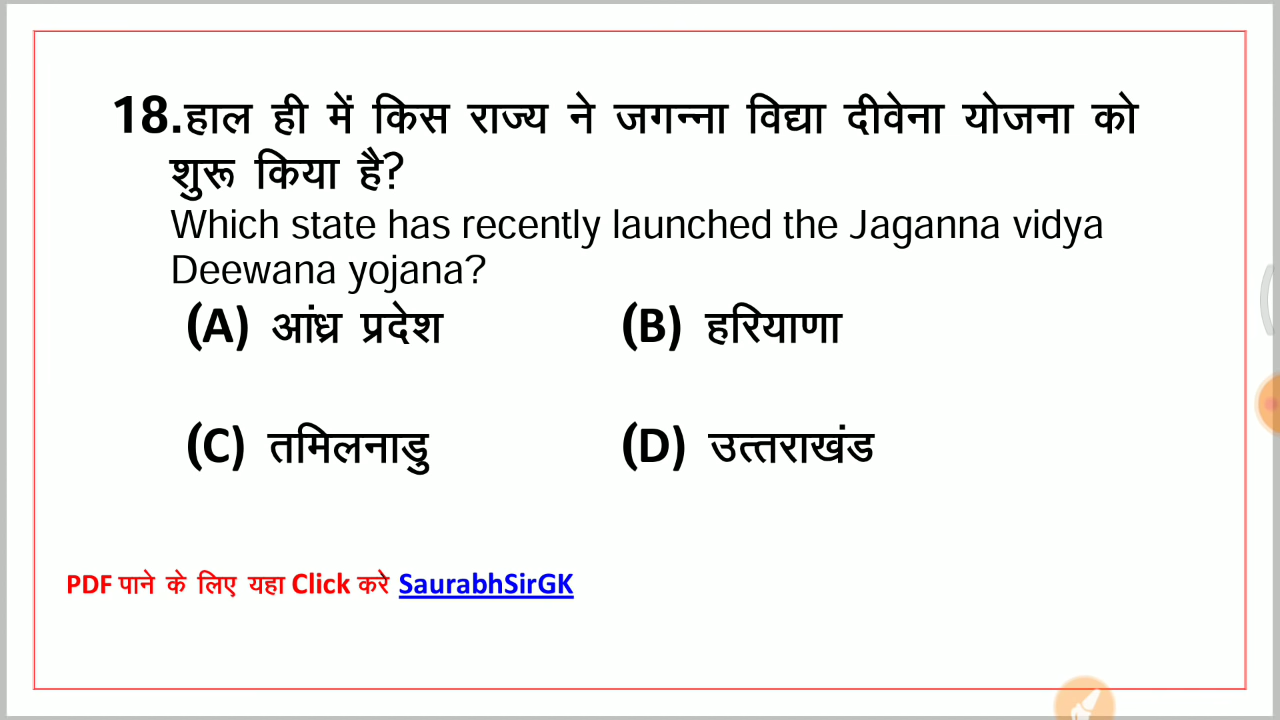 18.हाल ही में किस राज्य ने जगन्ना विद्या दीवेना योजना को
शुरू किया है?
Which state has recently launched the Jaganna vidya
Deewana yojana?
(A) आंध्र प्रदेश (B) हरियाणा
(C) तमिलनाडु (D) उत्तराखंड
PDF पाने के लिए यहा Click करे SaurabhSirGK